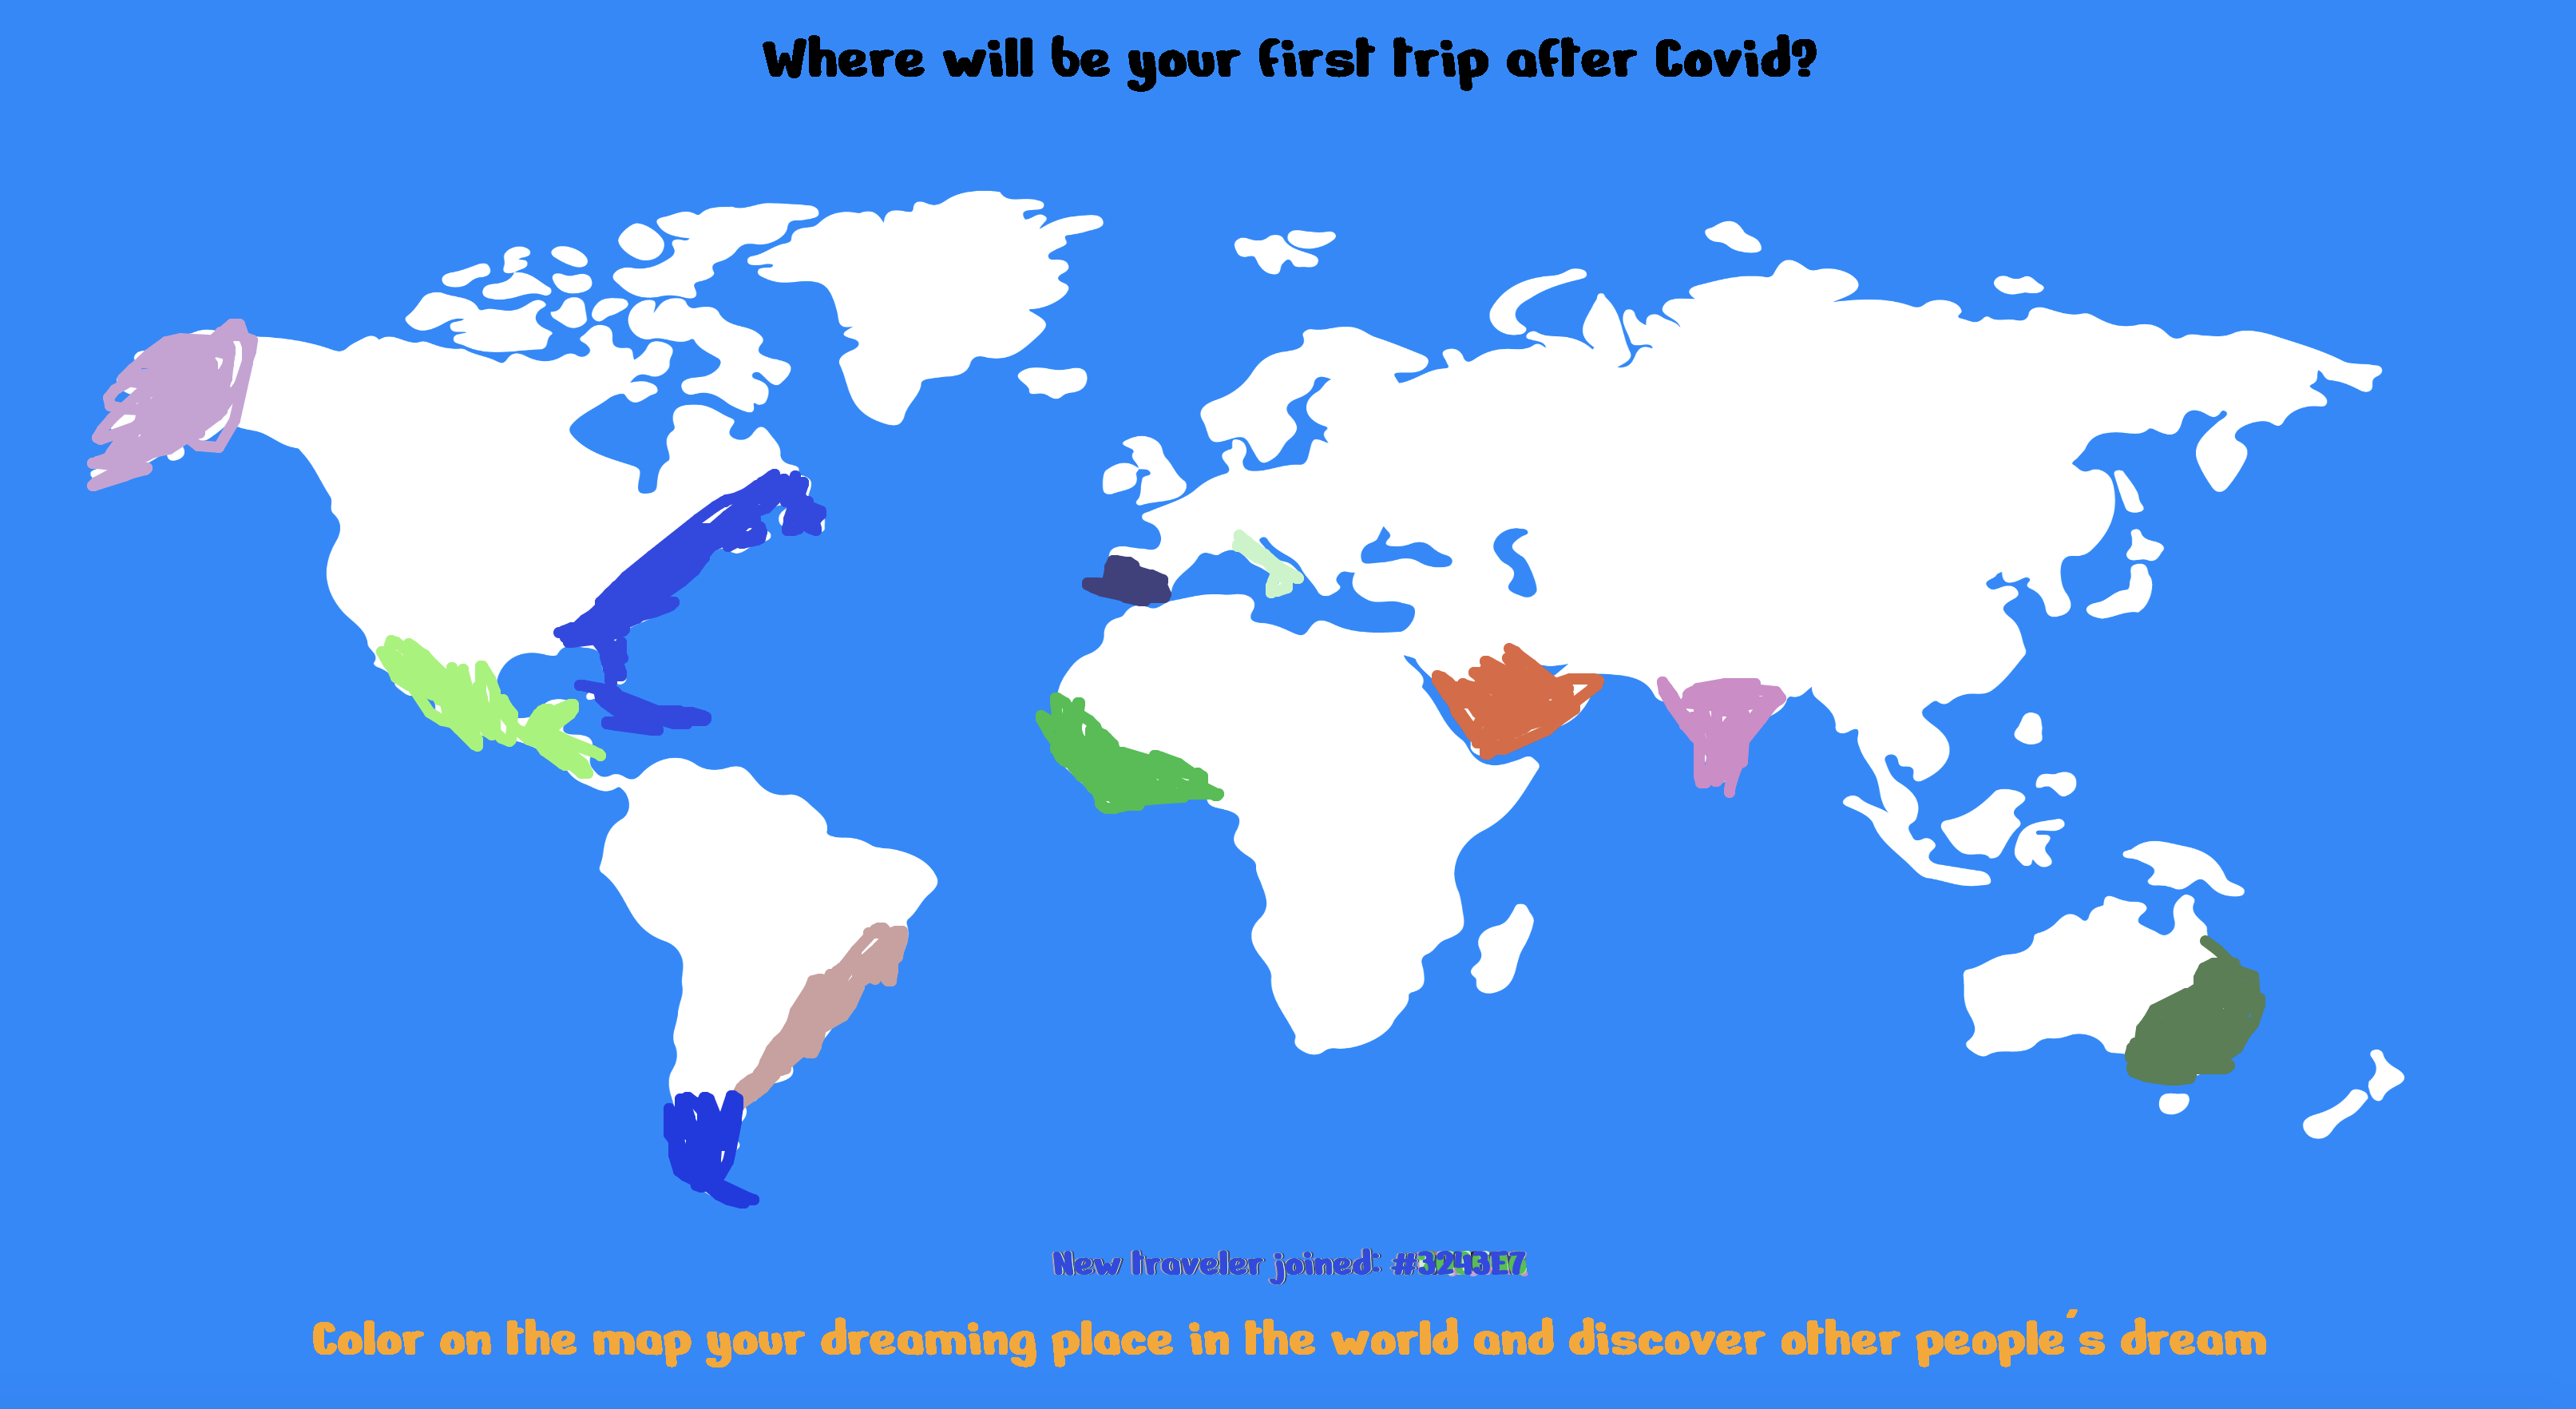 Where will be your first trip after Covid?
New traveler joined: #3243E7
Color on the map your dreaming place in the world and discover other people´s dream